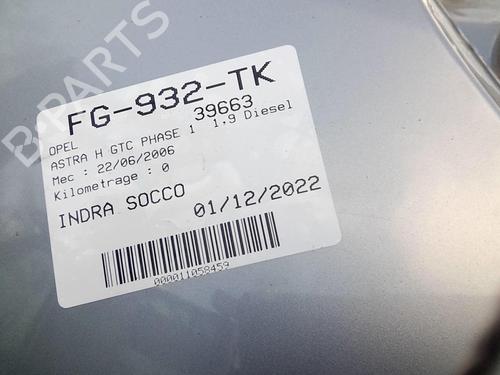 B-PARTS
FG-932-TK
39663
OPEL
ASTRA H GTC PHASE 1 1.9 Diesel
Mec : 22/06/2006
Kilometrage : 0
INDRA SOCCO 01/12/2022
000011058459